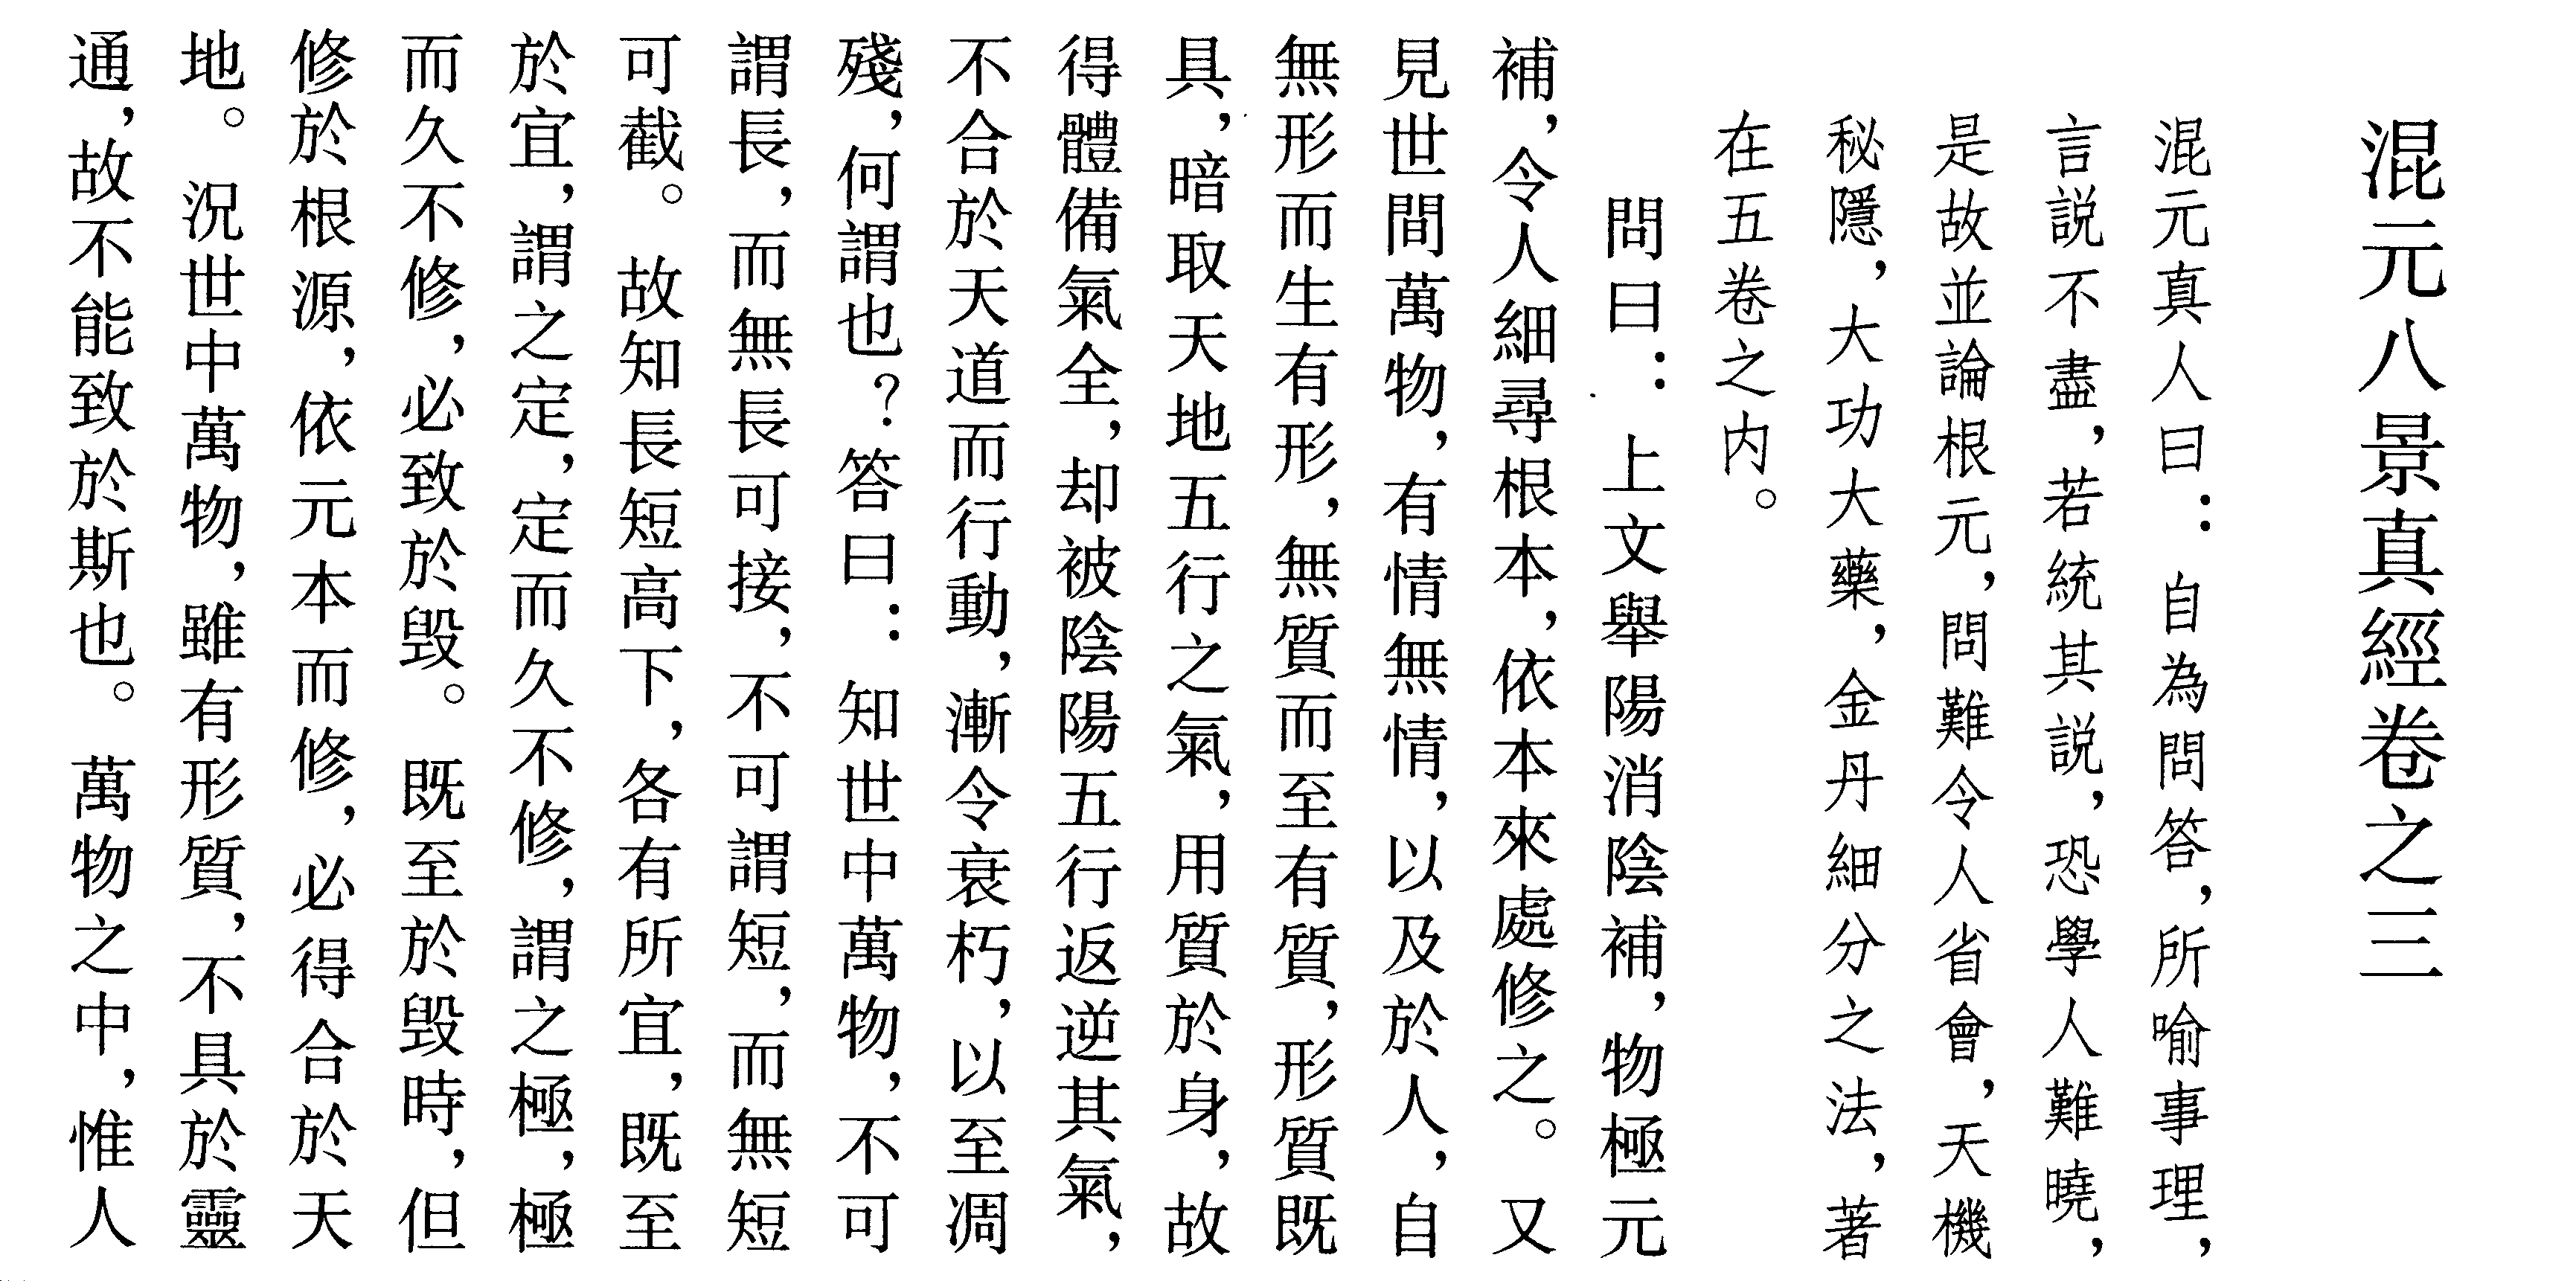 混元八景真經卷之三
混元真人曰：自為問答，所喻事理，
言説不盡，若統其説，恐學人難曉，
是故並論根元，問難令人省會，天機
秘隱，大功大藥，金丹細分之法，著
在五卷之内。
問曰：上文舉陽消陰補，物極元
補，令人細尋根本，依本來處修之。又
見世間萬物，有情無情，以及於人，自
無形而生有形，無質而至有質，形質既
具，暗取天地五行之氣，用質於身，故
得體備氣全，却被陰陽五行返逆其氣，
不合於天道而行動，漸令衰朽，以至凋
殘，何謂也？答曰：知世中萬物，不可
謂長，而無長可接，不可謂短，而無短
可截。故知長短高下，各有所宜，既至
於宜，謂之定，定而久不修，謂之極，極
而久不修，必致於毀。既至於毀時，但
修於根源，依元本而修，必得合於天
地。況世中萬物，雖有形質，不具於靈
通，故不能致於斯也。萬物之中，惟人